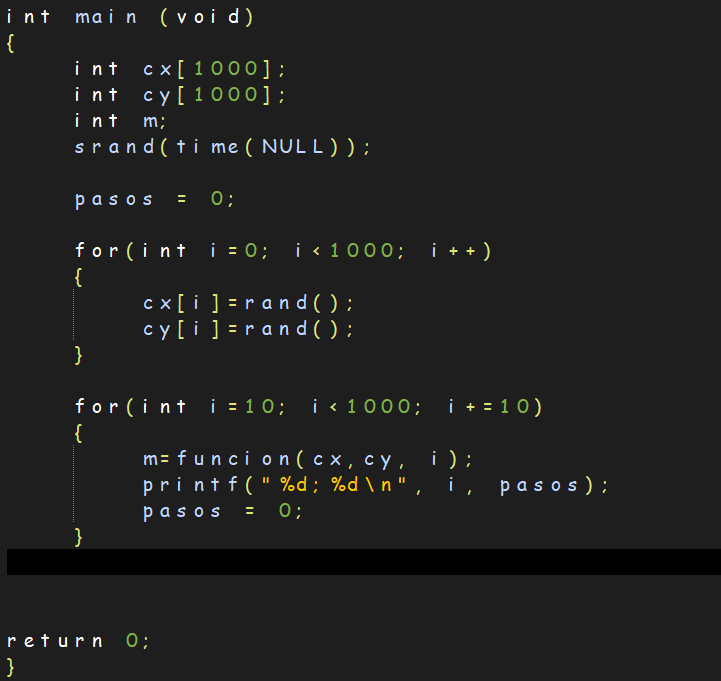 int main (void)
{
int cx[1000];
int cy[1000];
int m;
srand(time(NULL));
pasos = 0;
for(int i=0; i<1000; i++)
{
cx[i]=rand();
cy[i]=rand();
}
for(int i=10; i<1000; i+=10)
{
m=funcion(cx,cy, i);
printf("%d;%d\n", i, pasos);
pasos = 0;
}
return 0;
}